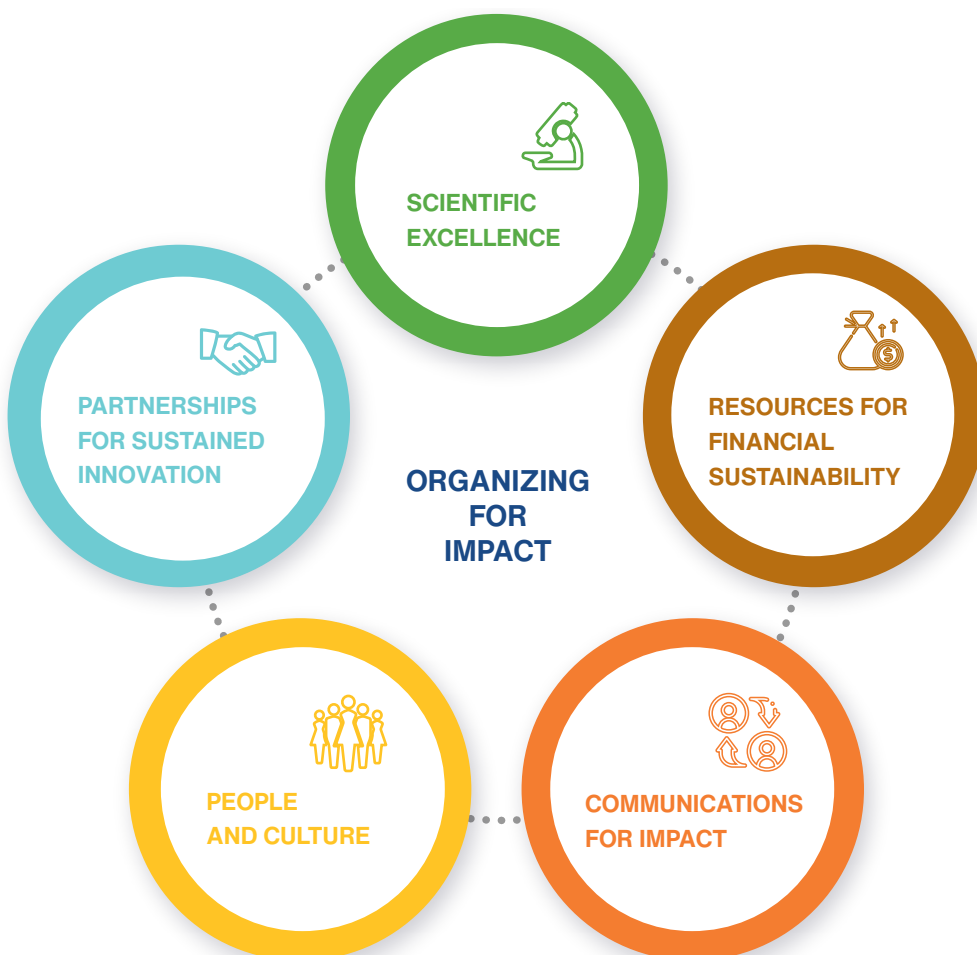 SCIENTIFIC
EXCELLENCE
PARTNERSHIPS
FOR SUSTAINED
INNOVATION
RESOURCES FOR
FINANCIAL
SUSTAINABILITY
$
ORGANIZING
FOR
IMPACT
PEOPLE
AND CULTURE
COMMUNICATIONS
FOR IMPACT